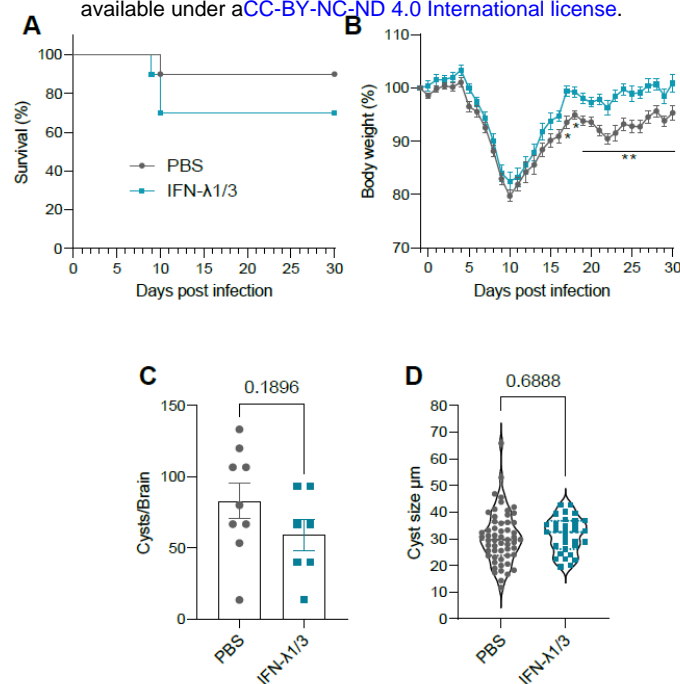 available under aCC-BY-NC-ND 4.0 International license.
A
B
100
80
60
40
20
0
Survival (%)
PBS
IFN-λ1/3
0 5 10 15 20 25 30
Days post infection
110
100
90
80
70
Body weight (%)
*
*
**
0 5 10 15 20 25 30
Days post infection
C
D
0.1896
150
100
50
0
Cysts/Brain
PBS
IFN-λ1/3
0.6888
80
70
60
50
40
30
20
10
0
Cyst size μm
PBS
IFN-λ1/3